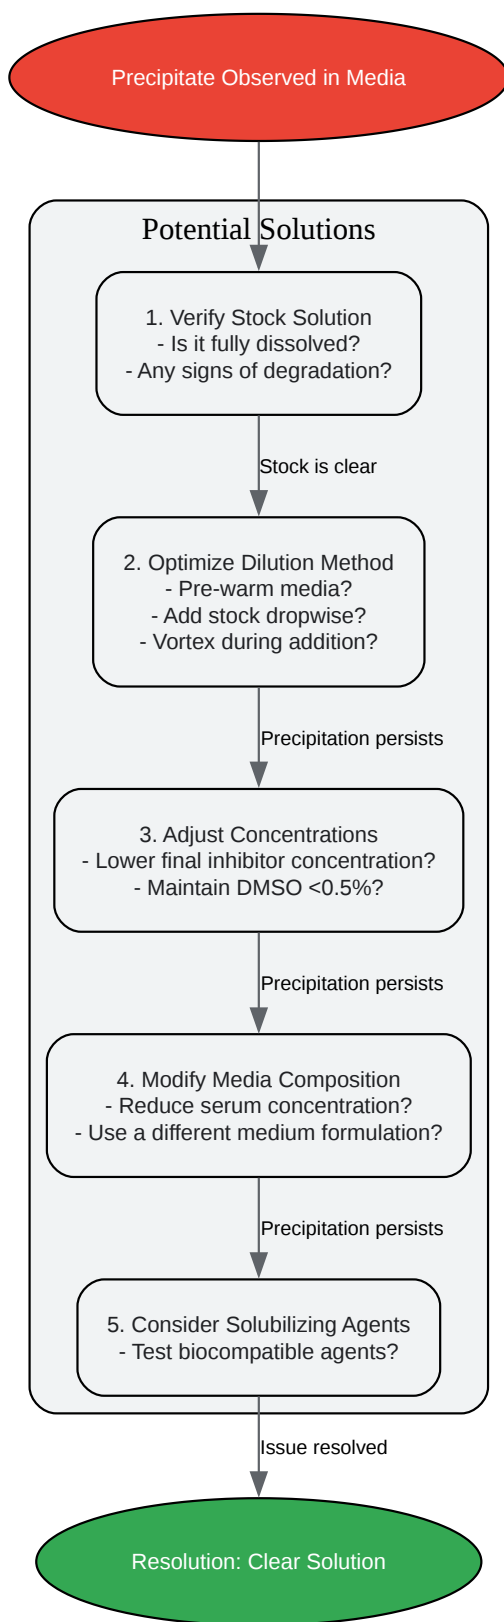 Precipitate Observed in Media
Potential Solutions
1. Verify Stock Solution
- Is it fully dissolved?
- Any signs of degradation?
Stock is clear
2. Optimize Dilution Method
- Pre-warm media?
- Add stock dropwise?
- Vortex during addition?
Precipitation persists
3. Adjust Concentrations
- Lower final inhibitor concentration?
- Maintain DMSO <0.5%?
Precipitation persists
4. Modify Media Composition
- Reduce serum concentration?
- Use a different medium formulation?
Precipitation persists
5. Consider Solubilizing Agents
- Test biocompatible agents?
Issue resolved
Resolution: Clear Solution